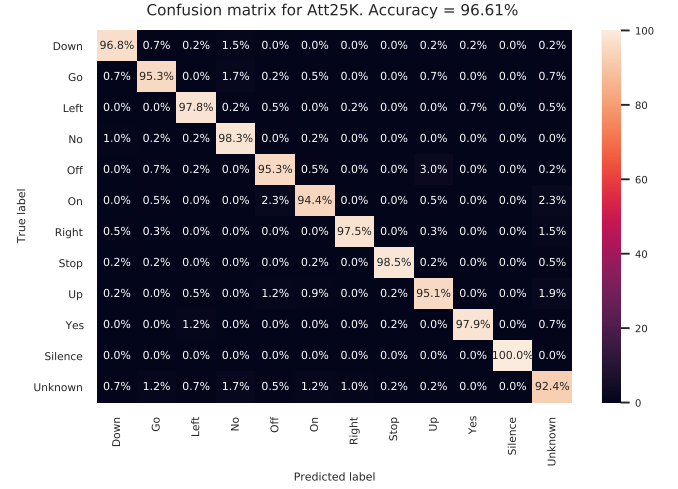 Confusion matrix for Att25K. Accuracy = 96.61%
Down 96.8% 0.7% 0.2% 1.5% 0.0% 0.0% 0.0% 0.0% 0.2% 0.2% 0.0% 0.2%
Go 0.7% 95.3% 0.0% 1.7% 0.2% 0.5% 0.0% 0.0% 0.7% 0.0% 0.0% 0.7%
Left 0.0% 0.0% 97.8% 0.2% 0.5% 0.0% 0.2% 0.0% 0.0% 0.7% 0.0% 0.5%
No 1.0% 0.2% 0.2% 98.3% 0.0% 0.2% 0.0% 0.0% 0.0% 0.0% 0.0% 0.0%
Off 0.0% 0.7% 0.2% 0.0% 95.3% 0.5% 0.0% 0.0% 3.0% 0.0% 0.0% 0.2%
On 0.0% 0.5% 0.0% 0.0% 2.3% 94.4% 0.0% 0.0% 0.5% 0.0% 0.0% 2.3%
Right 0.5% 0.3% 0.0% 0.0% 0.0% 0.0% 97.5% 0.0% 0.3% 0.0% 0.0% 1.5%
Stop 0.2% 0.2% 0.0% 0.0% 0.0% 0.2% 0.0% 98.5% 0.2% 0.0% 0.0% 0.5%
Up 0.2% 0.0% 0.5% 0.0% 1.2% 0.9% 0.0% 0.2% 95.1% 0.0% 0.0% 1.9%
Yes 0.0% 0.0% 1.2% 0.0% 0.0% 0.0% 0.0% 0.2% 0.0% 97.9% 0.0% 0.7%
Silence 0.0% 0.0% 0.0% 0.0% 0.0% 0.0% 0.0% 0.0% 0.0% 0.0% 100.0% 0.0%
Unknown 0.7% 1.2% 0.7% 1.7% 0.5% 1.2% 1.0% 0.2% 0.2% 0.0% 0.0% 92.4%
Down Go Left No Off On Right Stop Up Yes Silence Unknown
Predicted label
True label
100
80
60
40
20
0